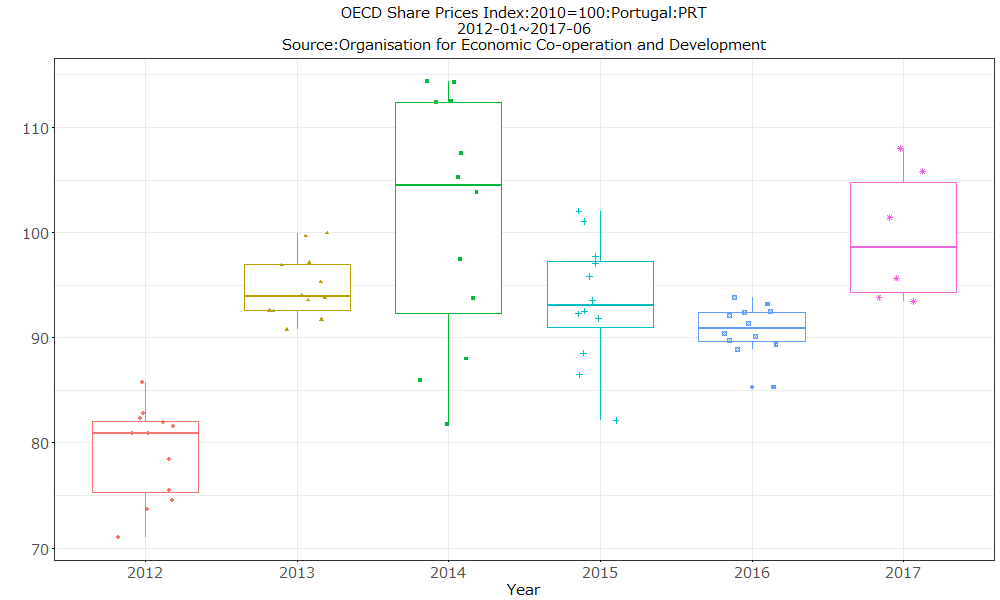 OECD Share Prices Index:2010=100:Portugal:PRT
2012-01~2017-06
Source:Organisation for Economic Co-operation and Development
110
100
90
80
70
2012 2013 2014 2015 2016 2017
Year